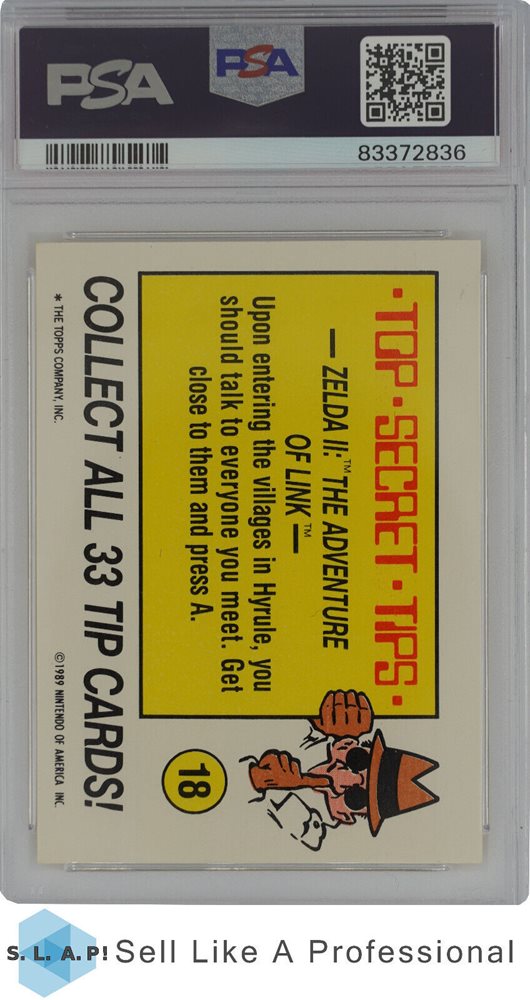 PSA
PSA
83372836
·TOP·SECRET·TIPS·
— ZELDA II:™ THE ADVENTURE
OF LINK™ —
Upon entering the villages in Hyrule, you
should talk to everyone you meet. Get
close to them and press A.
18
COLLECT ALL 33 TIP CARDS!
* THE TOPPS COMPANY, INC.
©1989 NINTENDO OF AMERICA INC.
S. L. A. P! Sell Like A Professional